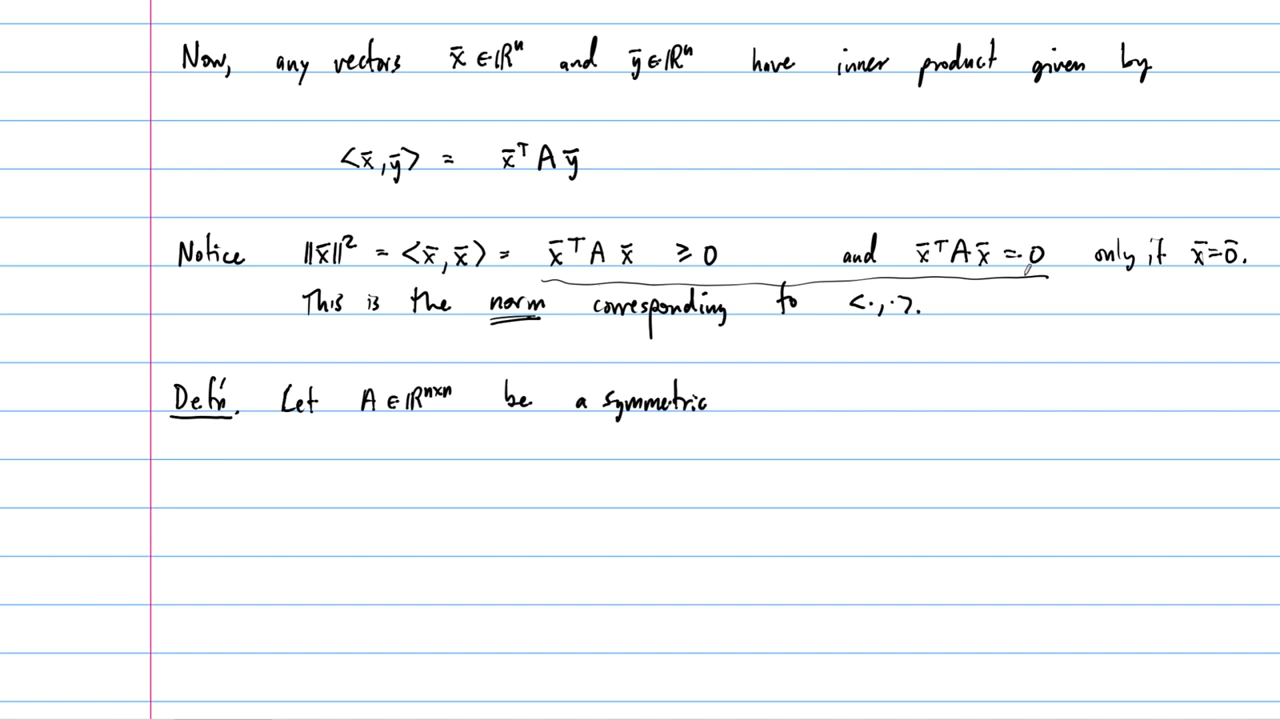 Now, any vectors x̄ ∈ ℝⁿ and ȳ ∈ ℝⁿ have inner product given by
<x̄, ȳ> = x̄ᵀ A ȳ
Notice ||x̄||² = <x̄, x̄> = x̄ᵀ A x̄ ≥ 0 and x̄ᵀ A x̄ = 0 only if x̄ = 0̄.
This is the norm corresponding to <·, ·>.
Def'n. Let A ∈ ℝⁿˣⁿ be a symmetric